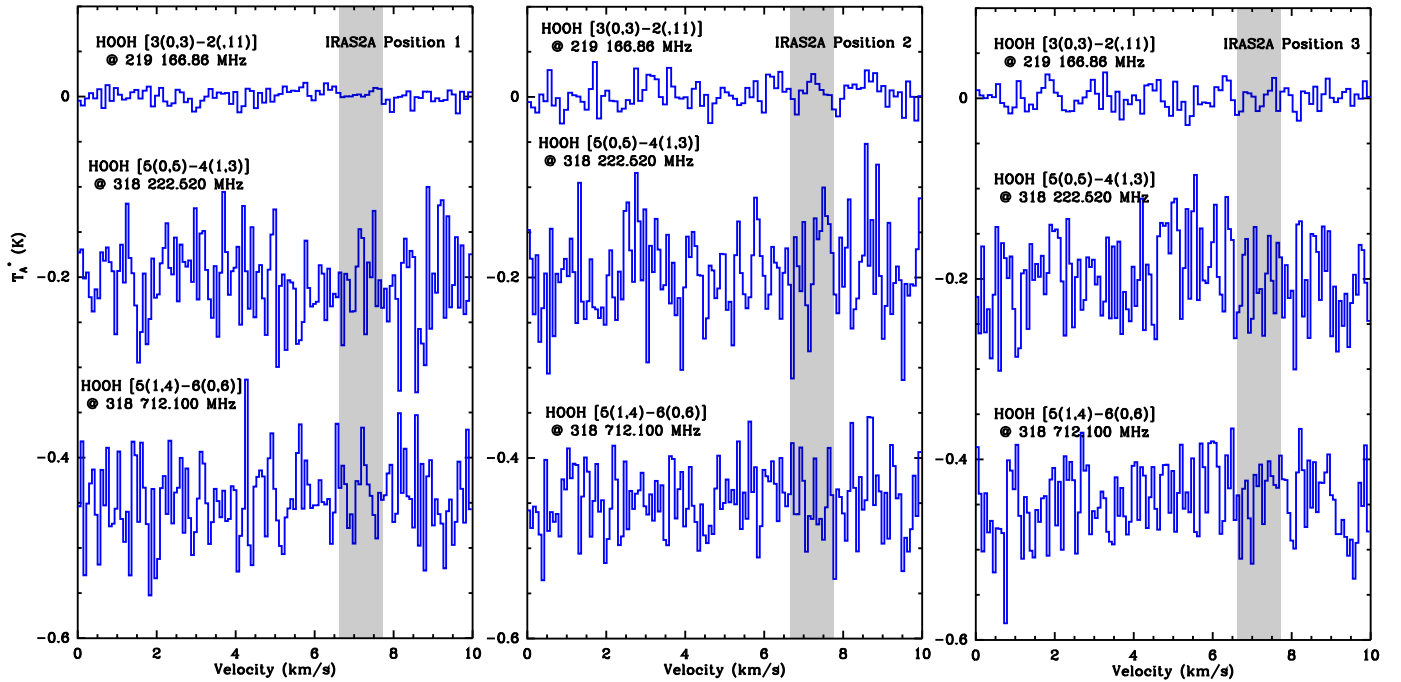 HOOH [3(0,3)−2(,11)]
@ 219 166.86 MHz
IRAS2A Position 1
HOOH [5(0,5)−4(1,3)]
@ 318 222.520 MHz
HOOH [5(1,4)−6(0,6)]
@ 318 712.100 MHz
0
−0.2
−0.4
−0.6
T_A* (K)
0 2 4 6 8 10
Velocity (km/s)
HOOH [3(0,3)−2(,11)]
@ 219 166.86 MHz
IRAS2A Position 2
HOOH [5(0,5)−4(1,3)]
@ 318 222.520 MHz
HOOH [5(1,4)−6(0,6)]
@ 318 712.100 MHz
0
−0.2
−0.4
−0.6
0 2 4 6 8 10
Velocity (km/s)
HOOH [3(0,3)−2(,11)]
@ 219 166.86 MHz
IRAS2A Position 3
HOOH [5(0,5)−4(1,3)]
@ 318 222.520 MHz
HOOH [5(1,4)−6(0,6)]
@ 318 712.100 MHz
0
−0.2
−0.4
−0.6
0 2 4 6 8 10
Velocity (km/s)